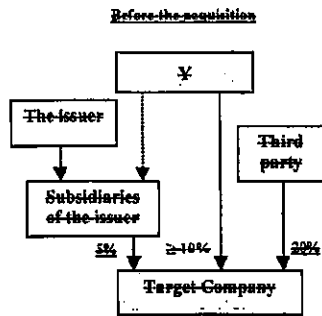 Before the acquisition
Y
The issuer
Third
party
Subsidiaries
of the issuer
5%
≥ 10%
20%
Target Company